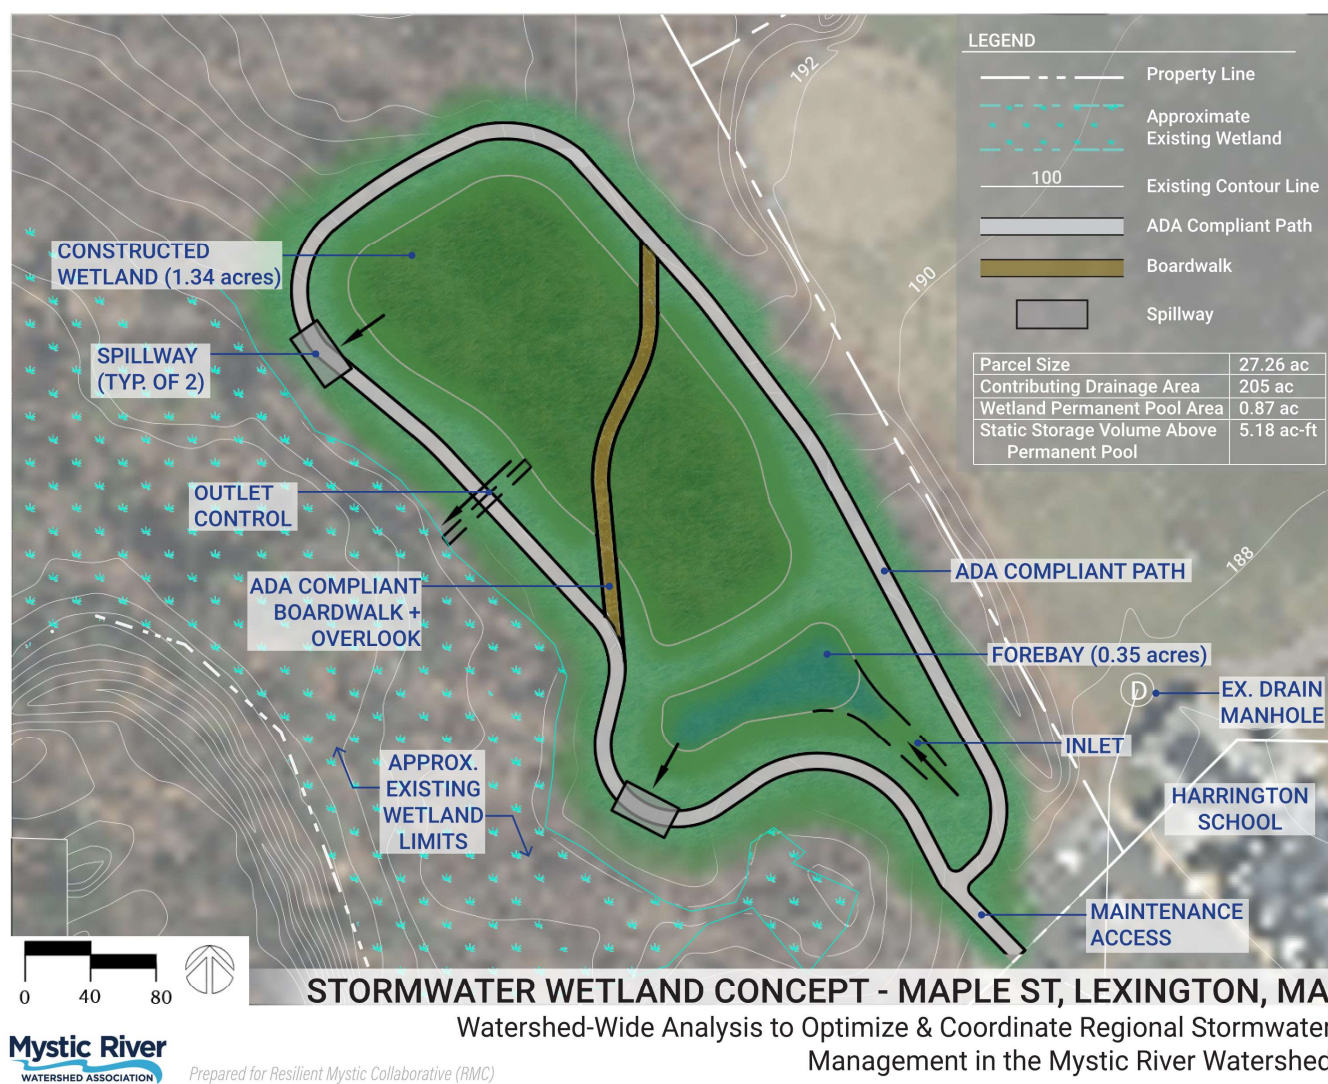 LEGEND
Property Line
Approximate
Existing Wetland
100
Existing Contour Line
ADA Compliant Path
Boardwalk
Spillway
Parcel Size 27.26 ac
Contributing Drainage Area 205 ac
Wetland Permanent Pool Area 0.87 ac
Static Storage Volume Above 5.18 ac-ft
Permanent Pool
192
190
188
CONSTRUCTED
WETLAND (1.34 acres)
SPILLWAY
(TYP. OF 2)
OUTLET
CONTROL
ADA COMPLIANT
BOARDWALK +
OVERLOOK
APPROX.
EXISTING
WETLAND
LIMITS
ADA COMPLIANT PATH
FOREBAY (0.35 acres)
D
EX. DRAIN
MANHOLE
INLET
HARRINGTON
SCHOOL
MAINTENANCE
ACCESS
0 40 80
STORMWATER WETLAND CONCEPT - MAPLE ST, LEXINGTON, MA
Watershed-Wide Analysis to Optimize & Coordinate Regional Stormwater
Management in the Mystic River Watershed
Mystic River
WATERSHED ASSOCIATION
Prepared for Resilient Mystic Collaborative (RMC)